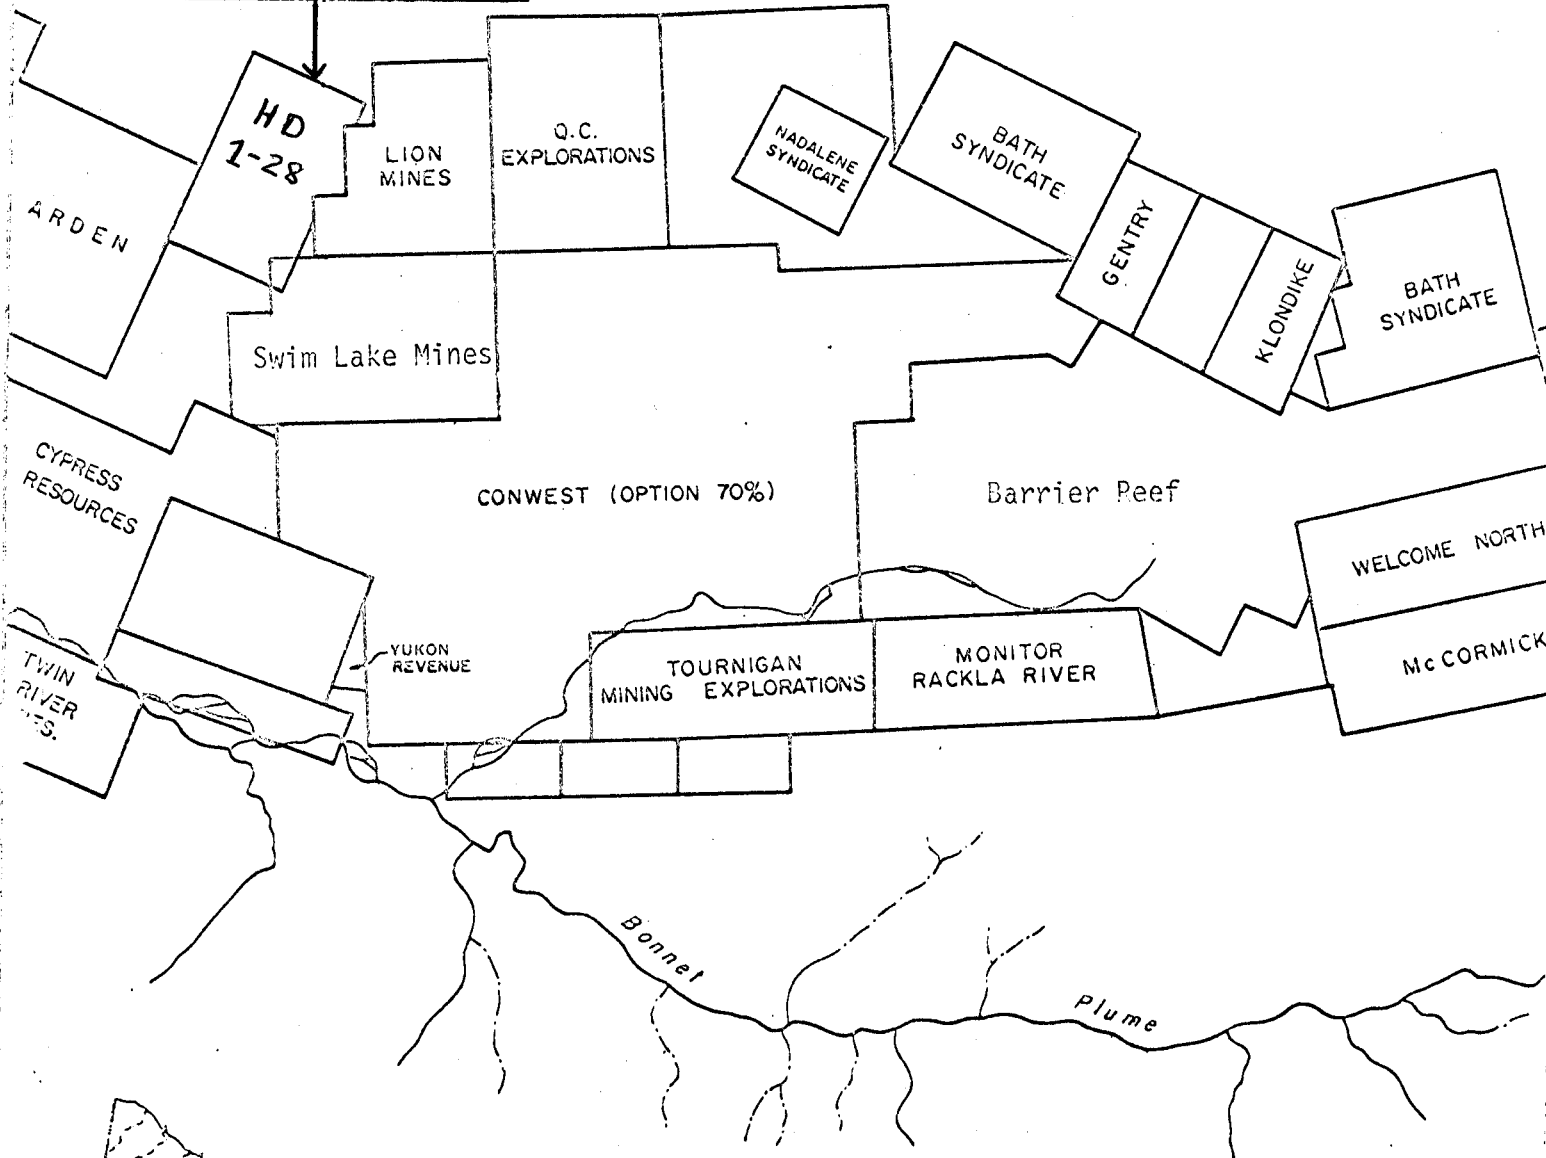 HD
1-28
LION
MINES
Q.C.
EXPLORATIONS
NADALENE
SYNDICATE
BATH
SYNDICATE
ARDEN
GENTRY
KLONDIKE
BATH
SYNDICATE
Swim Lake Mines
CYPRESS
RESOURCES
CONWEST (OPTION 70%)
Barrier Reef
WELCOME NORTH
YUKON
REVENUE
TOURNIGAN
MINING EXPLORATIONS
MONITOR
RACKLA RIVER
McCORMICK
TWIN
RIVER
Bonnet
Plume